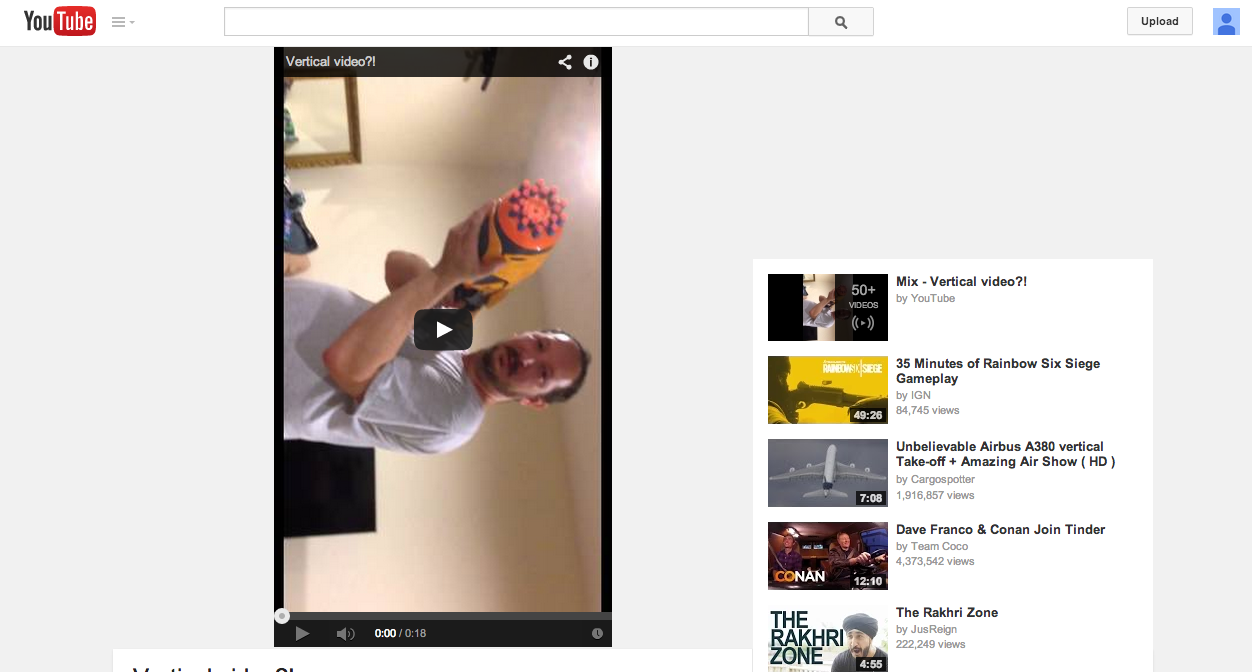 YouTube
Upload
Vertical video?!
0:00 / 0:18
50+
VIDEOS
Mix - Vertical video?!
by YouTube
RAINBOW SIX SIEGE
49:26
35 Minutes of Rainbow Six Siege
Gameplay
by IGN
84,745 views
7:08
Unbelievable Airbus A380 vertical
Take-off + Amazing Air Show ( HD )
by Cargospotter
1,916,857 views
CONAN
12:10
Dave Franco & Conan Join Tinder
by Team Coco
4,373,542 views
THE
RAKHRI
ZONE
4:55
The Rakhri Zone
by JusReign
222,249 views